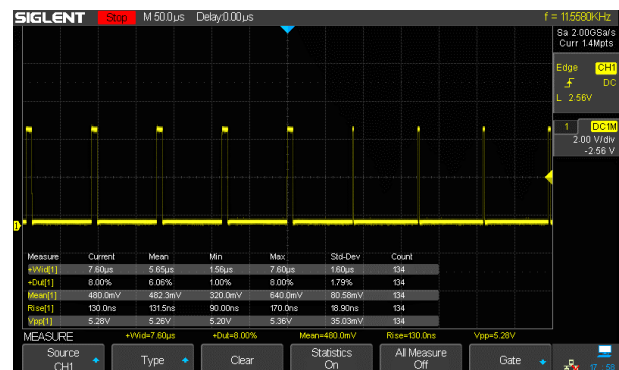 SIGLENT Stop M 50.0µs Delay:0.00µs f = 11.5580KHz
Sa 2.00GSa/s
Curr 1.4Mpts
Edge CH1
DC
L 2.56V
1 DC1M
2.00 V/div
-2.56 V
1
Measure Current Mean Min Max Std-Dev Count
+Wid[1] 7.60µs 5.65µs 1.56µs 7.60µs 1.60µs 134
+Dut[1] 8.00% 6.06% 1.00% 8.00% 1.79% 134
Mean[1] 480.0mV 482.3mV 320.0mV 640.0mV 80.58mV 134
Rise[1] 130.0ns 131.5ns 90.00ns 170.0ns 18.90ns 134
Vpp[1] 5.28V 5.26V 5.20V 5.36V 35.03mV 134
MEASURE +Wid=7.60µs +Dut=8.00% Mean=480.0mV Rise=130.0ns Vpp=5.28V
Source
CH1
Type
Clear
Statistics
On
All Measure
Off
Gate
17 : 58